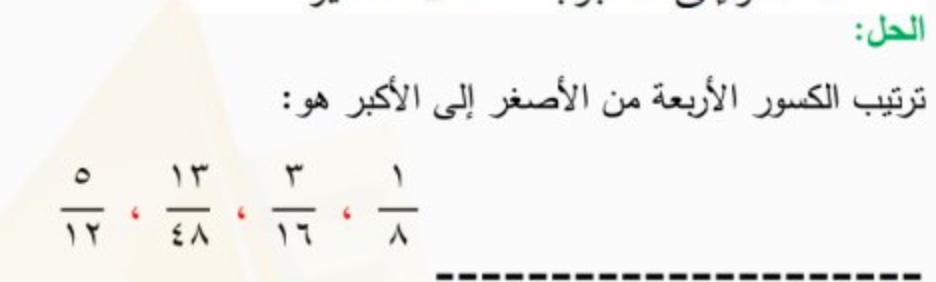 الحل:
ترتيب الكسور الأربعة من الأصغر إلى الأكبر هو:
١/٨ ، ٣/١٦ ، ١٣/٤٨ ، ٥/١٢